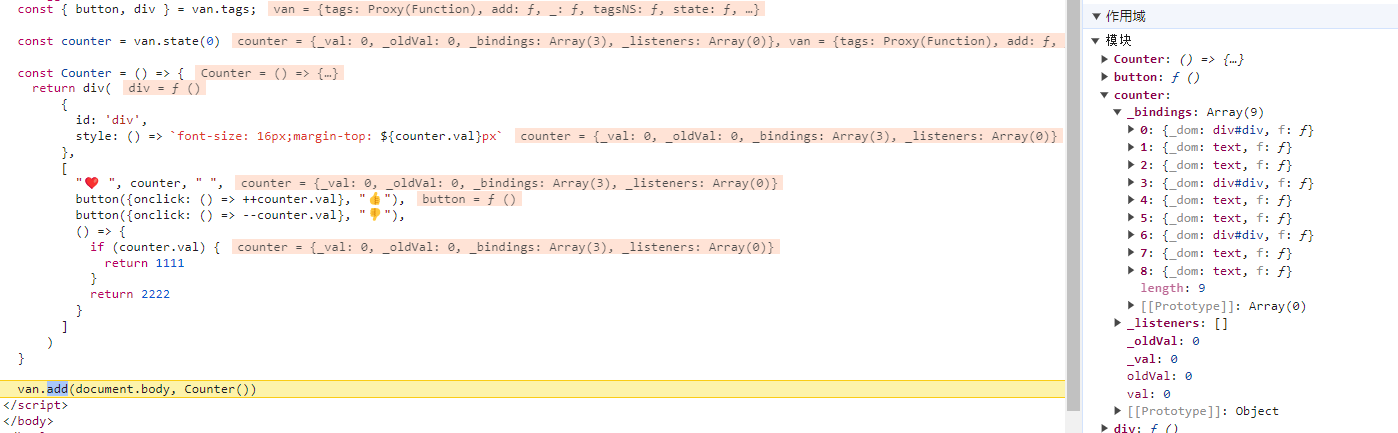 const { button, div } = van.tags; van = {tags: Proxy(Function), add: ƒ, _: ƒ, tagsNS: ƒ, state: ƒ, …}
const counter = van.state(0) counter = {_val: 0, _oldVal: 0, _bindings: Array(3), _listeners: Array(0)}, van = {tags: Proxy(Function), add: ƒ,
const Counter = () => { Counter = () => {…}
return div( div = ƒ ()
{
id: 'div',
style: () => `font-size: 16px;margin-top: ${counter.val}px` counter = {_val: 0, _oldVal: 0, _bindings: Array(3), _listeners: Array(0)}
},
[
"❤️ ", counter, " ", counter = {_val: 0, _oldVal: 0, _bindings: Array(3), _listeners: Array(0)}
button({onclick: () => ++counter.val}, "👍"), button = ƒ ()
button({onclick: () => --counter.val}, "👎"),
() => {
if (counter.val) { counter = {_val: 0, _oldVal: 0, _bindings: Array(3), _listeners: Array(0)}
return 1111
}
return 2222
}
]
)
}
van.add(document.body, Counter())
</script>
</body>
▼ 作用域
▼ 模块
▶ Counter: () => {…}
▶ button: ƒ ()
▼ counter:
▼ _bindings: Array(9)
▶ 0: {_dom: div#div, f: ƒ}
▶ 1: {_dom: text, f: ƒ}
▶ 2: {_dom: text, f: ƒ}
▶ 3: {_dom: div#div, f: ƒ}
▶ 4: {_dom: text, f: ƒ}
▶ 5: {_dom: text, f: ƒ}
▶ 6: {_dom: div#div, f: ƒ}
▶ 7: {_dom: text, f: ƒ}
▶ 8: {_dom: text, f: ƒ}
length: 9
▶ [[Prototype]]: Array(0)
▶ _listeners: []
_oldVal: 0
_val: 0
oldVal: 0
val: 0
▶ [[Prototype]]: Object
▶ div: ƒ ()